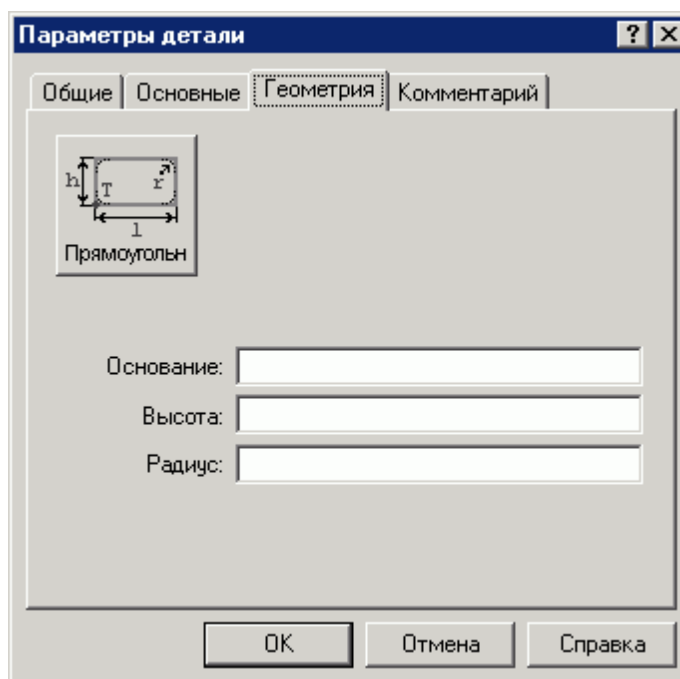 Параметры детали
Общие Основные Геометрия Комментарий
h T r
l
Прямоугольн
Основание:
Высота:
Радиус:
OK Отмена Справка